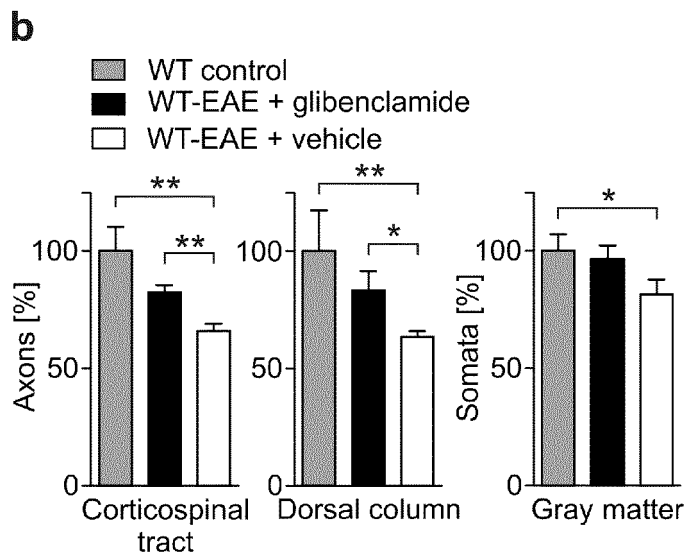 b
WT control
WT-EAE + glibenclamide
WT-EAE + vehicle
Axons [%]
100
50
0
**
**
Corticospinal
tract
100
50
0
**
*
Dorsal column
Somata [%]
100
50
0
*
Gray matter